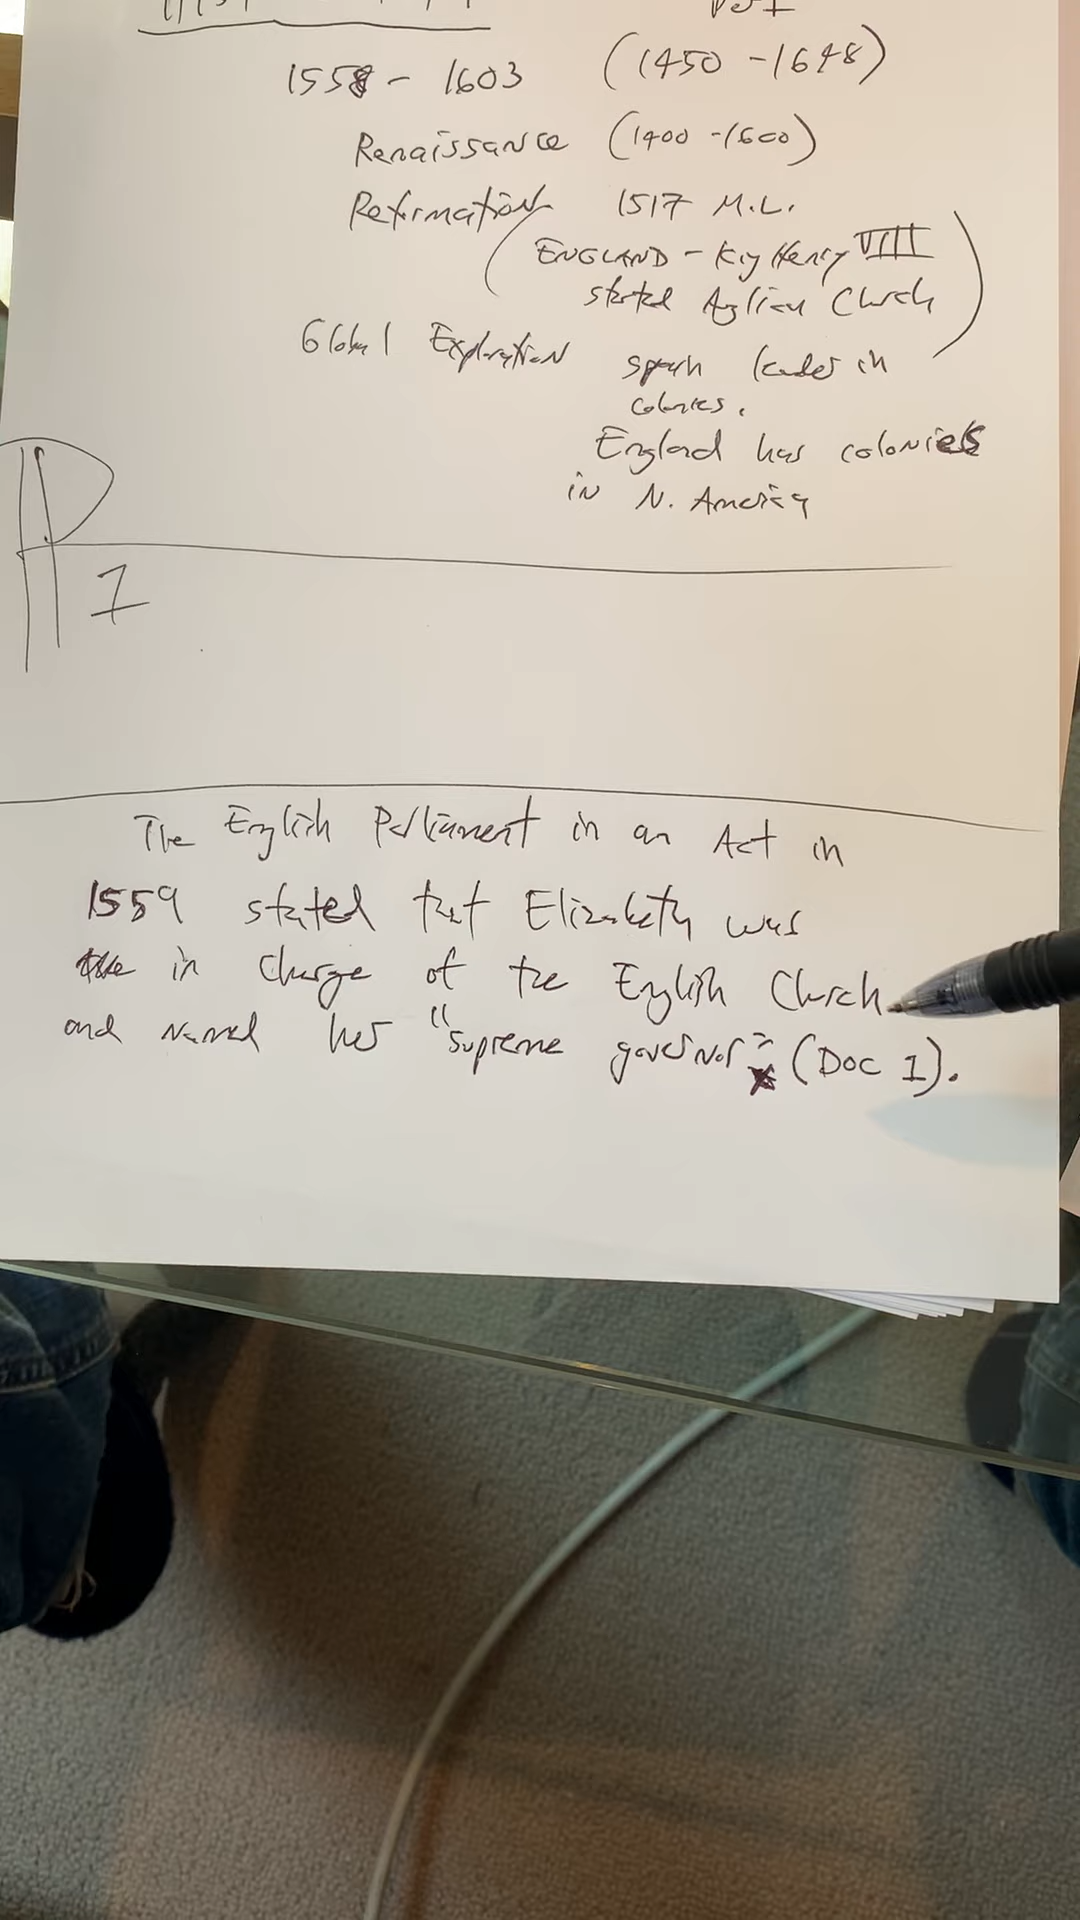 1558 - 1603 (1450 - 1648)
Renaissance (1400 - 1600)
Reformation 1517 M.L.
(ENGLAND - King Henry VIII
started Anglican Church)
Global Exploration spain leader in
colonies.
England has colonies
in N. America
1
The English Parliament in an Act in
1559 stated that Elizabeth was
in charge of the English Church
and named her "supreme governor" (Doc 1).